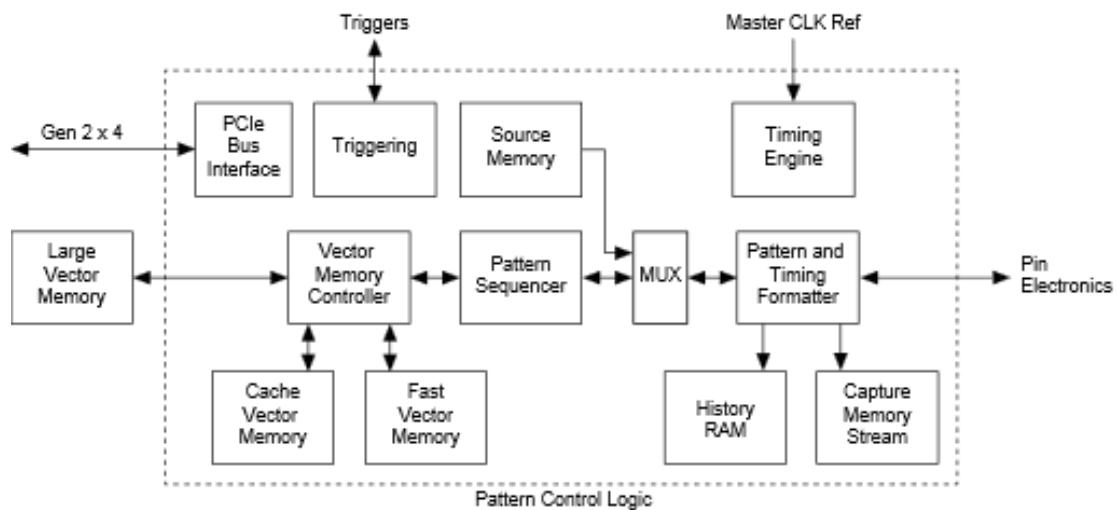 Triggers
Master CLK Ref
Gen 2 x 4
PCIe
Bus
Interface
Triggering
Source
Memory
Timing
Engine
Large
Vector
Memory
Vector
Memory
Controller
Pattern
Sequencer
MUX
Pattern and
Timing
Formatter
Pin
Electronics
Cache
Vector
Memory
Fast
Vector
Memory
History
RAM
Capture
Memory
Stream
Pattern Control Logic